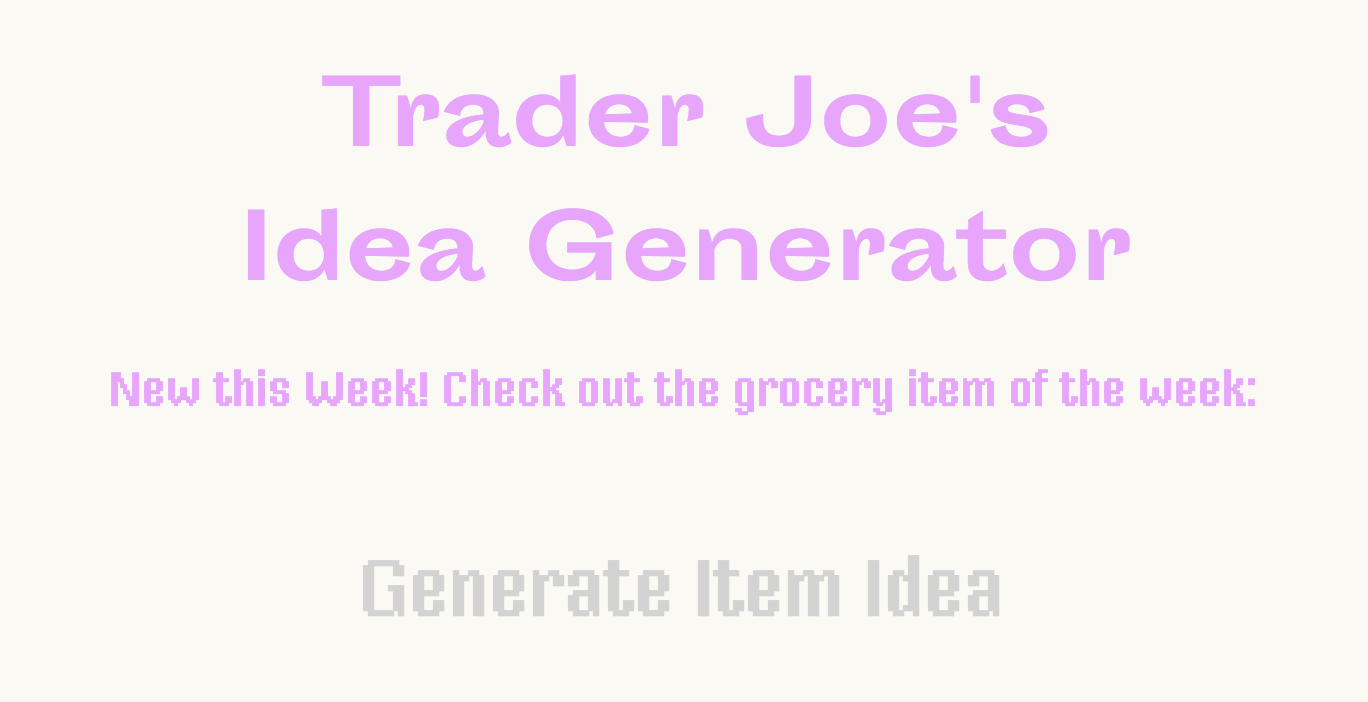 Trader Joe's
Idea Generator
New this Week! Check out the grocery item of the week:
Generate Item Idea